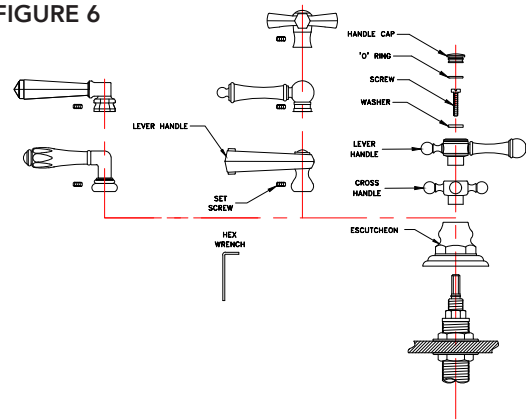 FIGURE 6
HANDLE CAP
'O' RING
SCREW
WASHER
LEVER HANDLE
LEVER
HANDLE
CROSS
HANDLE
SET
SCREW
ESCUTCHEON
HEX
WRENCH